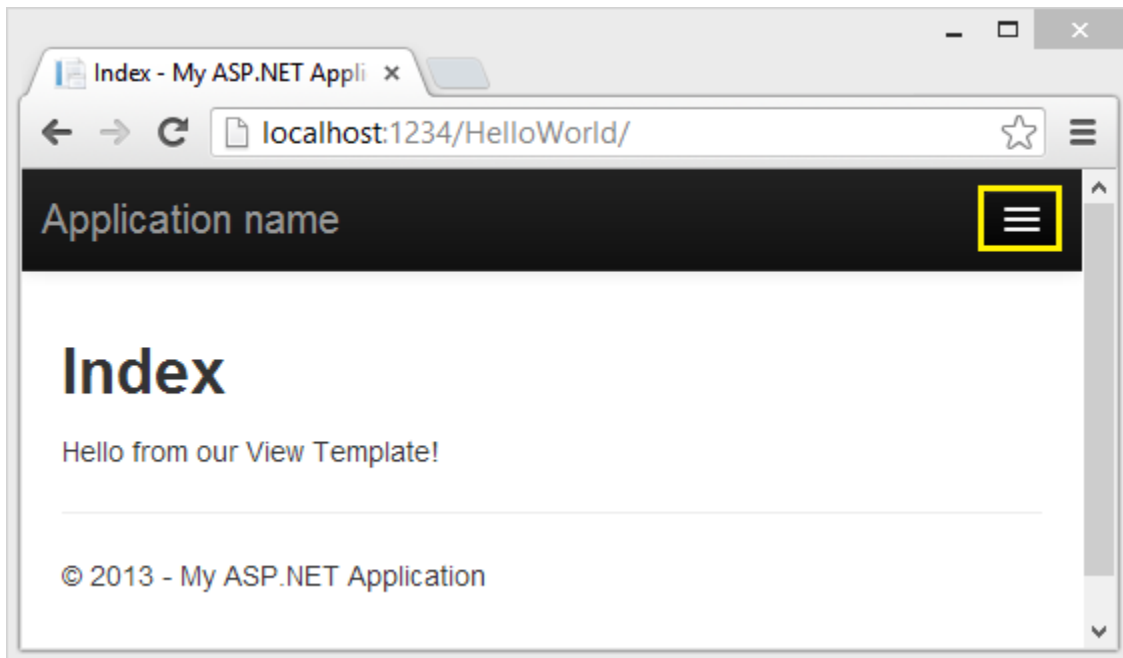 Index - My ASP.NET Appli
localhost:1234/HelloWorld/
Application name
Index
Hello from our View Template!
© 2013 - My ASP.NET Application